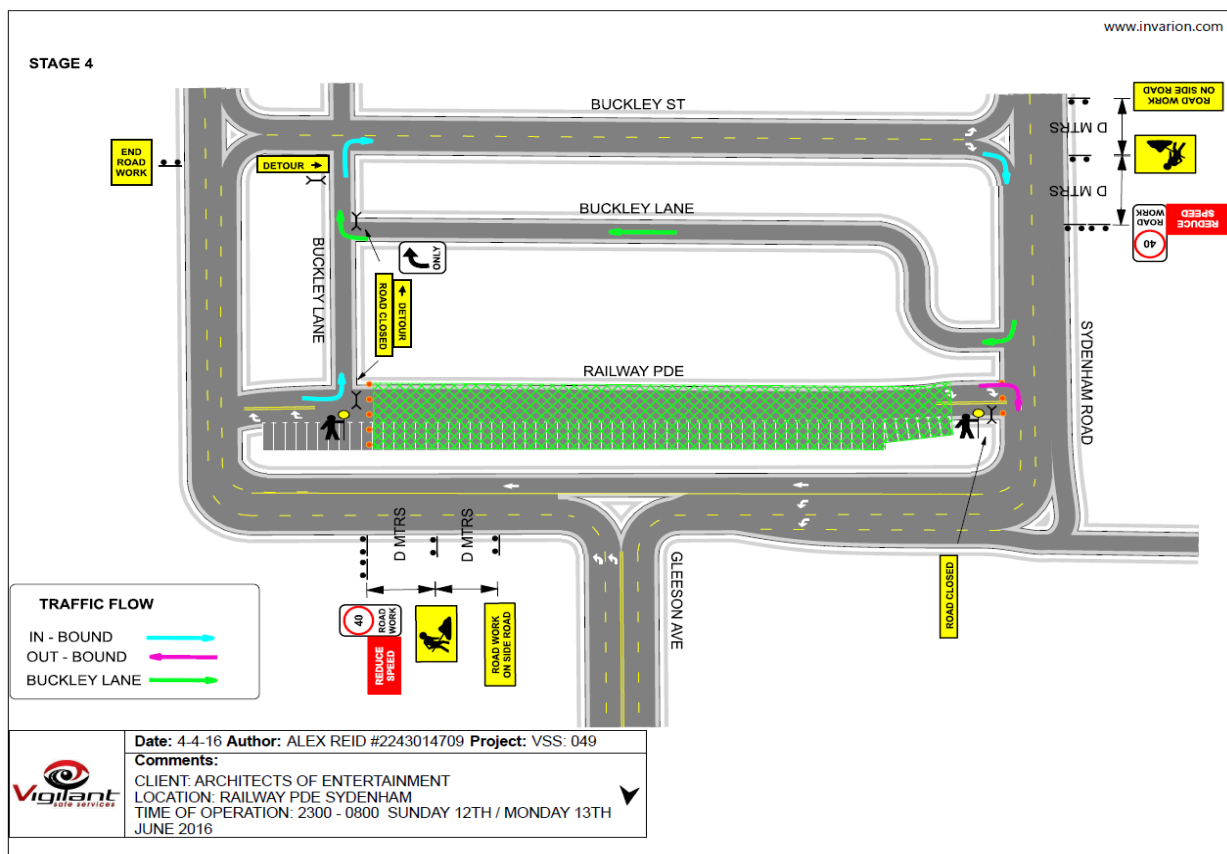 www.invarion.com
STAGE 4
BUCKLEY ST
ROAD WORK
ON SIDE ROAD
D MTRS
END
ROAD
WORK
DETOUR
D MTRS
BUCKLEY LANE
REDUCE
SPEED
ROAD
WORK
40
ONLY
BUCKLEY LANE
ROAD CLOSED
DETOUR
SYDENHAM ROAD
RAILWAY PDE
D MTRS
D MTRS
GLEESON AVE
ROAD CLOSED
40
ROAD
WORK
REDUCE
SPEED
ROAD WORK
ON SIDE ROAD
TRAFFIC FLOW
IN - BOUND
OUT - BOUND
BUCKLEY LANE
Vigilant
safe services
Date: 4-4-16 Author: ALEX REID #2243014709 Project: VSS: 049
Comments:
CLIENT: ARCHITECTS OF ENTERTAINMENT
LOCATION: RAILWAY PDE SYDENHAM
TIME OF OPERATION: 2300 - 0800 SUNDAY 12TH / MONDAY 13TH
JUNE 2016